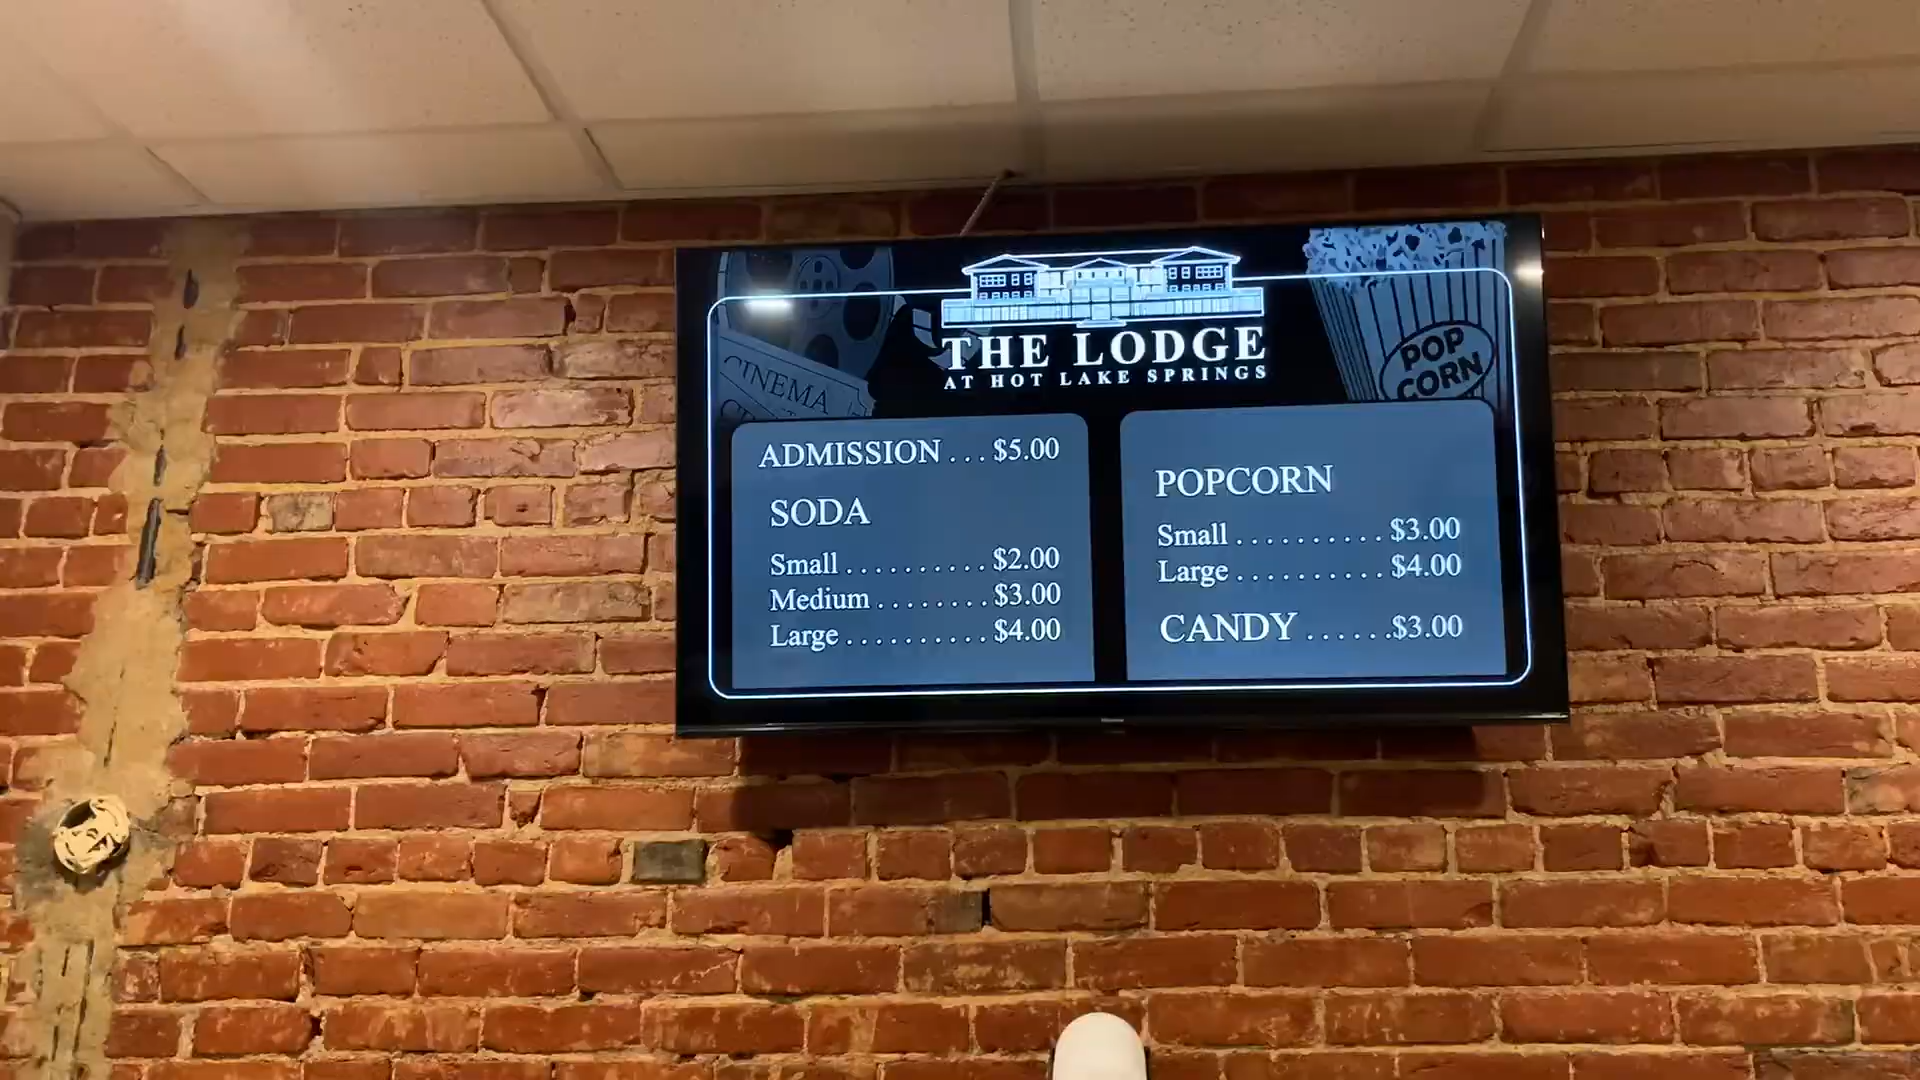 THE LODGE
AT HOT LAKE SPRINGS
CINEMA
POP
CORN
ADMISSION . . . $5.00
SODA
Small . . . . . . . . . . $2.00
Medium . . . . . . . . $3.00
Large . . . . . . . . . . $4.00
POPCORN
Small . . . . . . . . . . $3.00
Large . . . . . . . . . . $4.00
CANDY . . . . . . $3.00